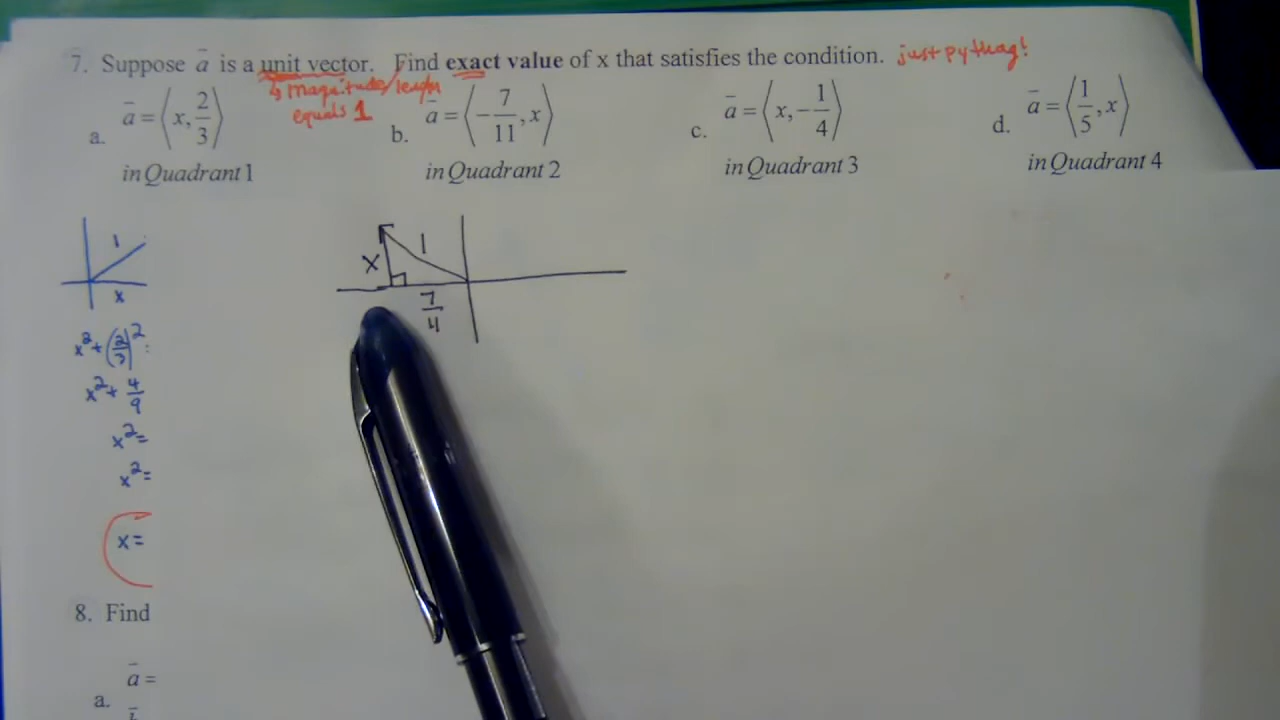 7. Suppose a̅ is a unit vector. Find exact value of x that satisfies the condition. just pythag!
↳ magnitude/length
equals 1
a. a̅ = ⟨x, 2/3⟩ b. a̅ = ⟨-7/11, x⟩ c. a̅ = ⟨x, -1/4⟩ d. a̅ = ⟨1/5, x⟩
in Quadrant 1 in Quadrant 2 in Quadrant 3 in Quadrant 4
1
x
x 1
7/4
x² + (2/3)² =
x² + 4/9
x² =
x² =
x =
8. Find
a̅ =
a.